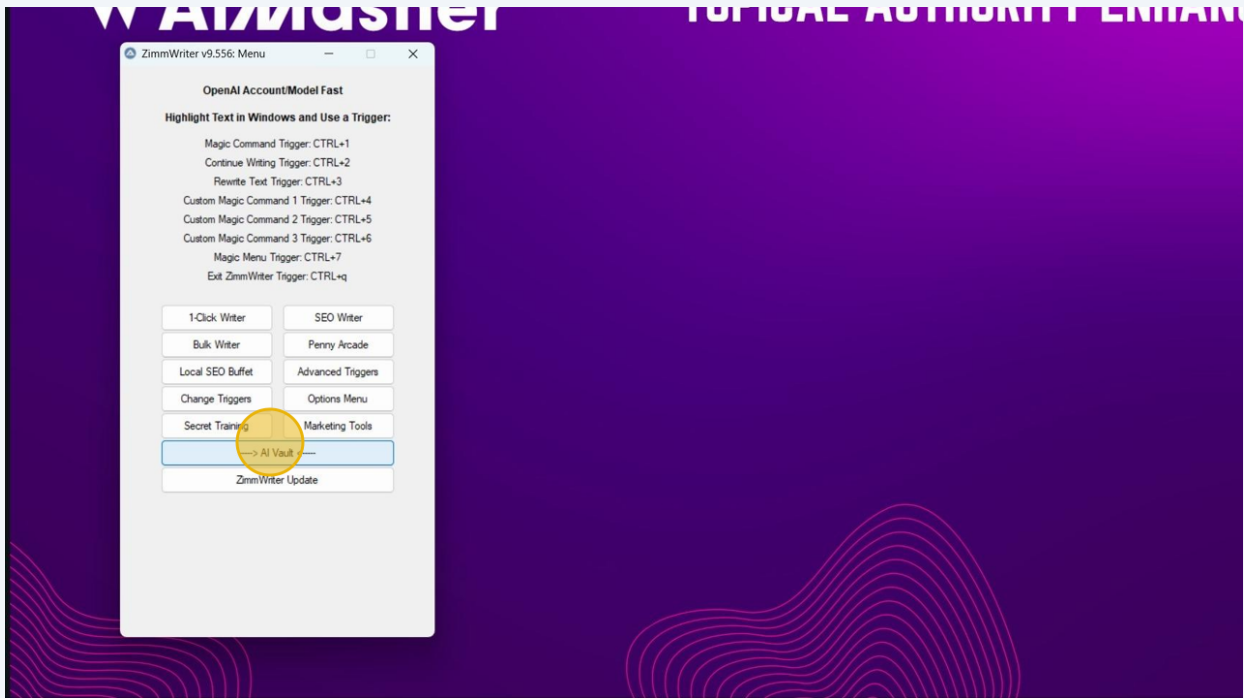 TOPICAL AUTHORITY
ZimmWriter v9.556: Menu
OpenAI Account/Model Fast
Highlight Text in Windows and Use a Trigger:
Magic Command Trigger: CTRL+1
Continue Writing Trigger: CTRL+2
Rewrite Text Trigger: CTRL+3
Custom Magic Command 1 Trigger: CTRL+4
Custom Magic Command 2 Trigger: CTRL+5
Custom Magic Command 3 Trigger: CTRL+6
Magic Menu Trigger: CTRL+7
Exit ZimmWriter Trigger: CTRL+q
1-Click Writer
SEO Writer
Bulk Writer
Penny Arcade
Local SEO Buffet
Advanced Triggers
Change Triggers
Options Menu
Secret Training
Marketing Tools
---> AI Vault <---
ZimmWriter Update